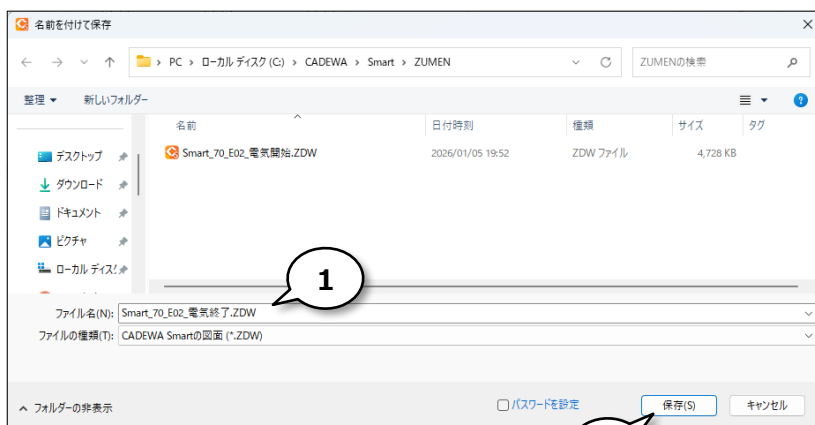 名前を付けて保存
PC › ローカル ディスク (C:) › CADEWA › Smart › ZUMEN
ZUMENの検索
整理 新しいフォルダー
名前 日付時刻 種類 サイズ タグ
Smart_70_E02_電気開始.ZDW 2026/01/05 19:52 ZDW ファイル 4,728 KB
デスクトップ
ダウンロード
ドキュメント
ピクチャ
ローカル ディス
1
ファイル名(N): Smart_70_E02_電気終了.ZDW
ファイルの種類(T): CADEWA Smartの図面 (*.ZDW)
フォルダーの非表示
パスワードを設定
保存(S)
キャンセル